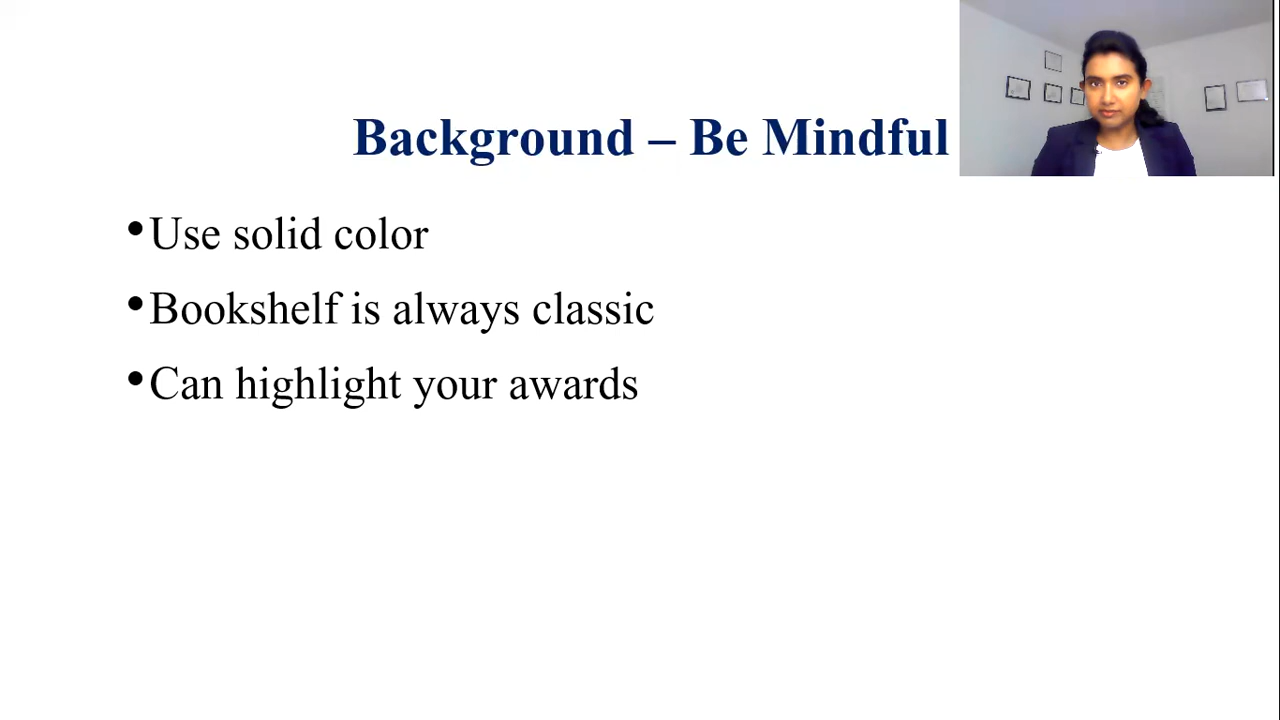 Background – Be Mindful
•Use solid color
•Bookshelf is always classic
•Can highlight your awards